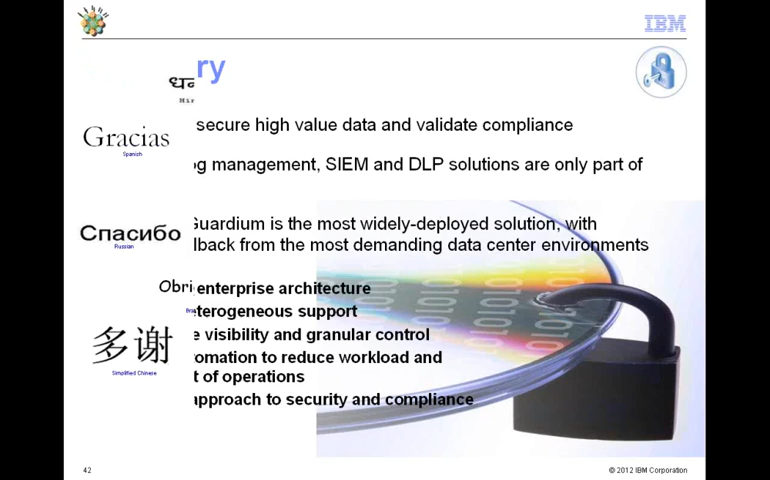 IBM
ry
ध
Gracias
Spanish
secure high value data and validate compliance
g management, SIEM and DLP solutions are only part of
Спасибо
Russian
Guardium is the most widely-deployed solution, with
lback from the most demanding data center environments
Obri
enterprise architecture
terogeneous support
e visibility and granular control
多谢
Simplified Chinese
omation to reduce workload and
t of operations
approach to security and compliance
42
© 2012 IBM Corporation